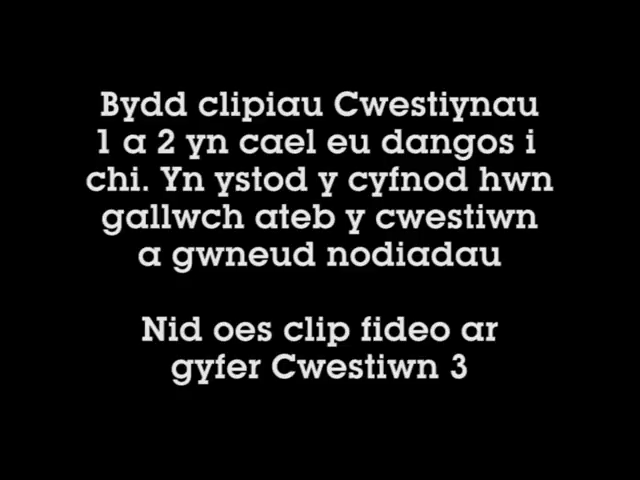 Bydd clipiau Cwestiynau
1 a 2 yn cael eu dangos i
chi. Yn ystod y cyfnod hwn
gallwch ateb y cwestiwn
a gwneud nodiadau
Nid oes clip fideo ar
gyfer Cwestiwn 3